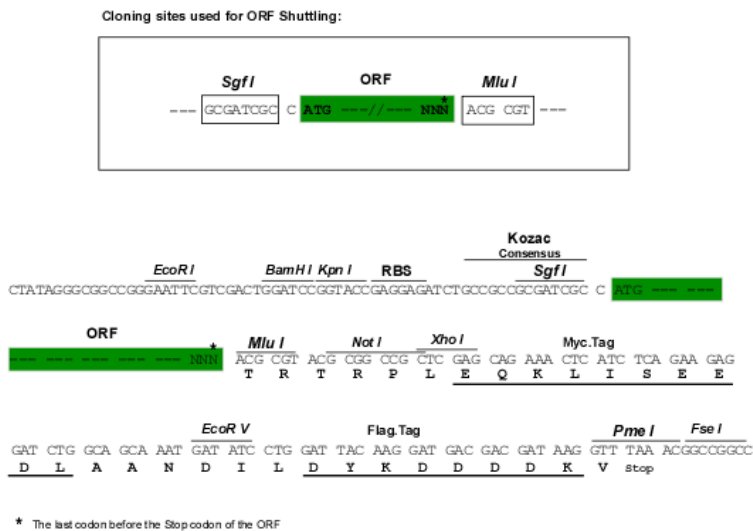 Cloning sites used for ORF Shuttling:
Sgf I ORF Mlu I
--- GCGATCGC C ATG ---//--- NNN* ACG CGT ---
Kozac
Consensus
EcoR I BamH I Kpn I RBS Sgf I
CTATAGGGCGGCCGGGAATTCGTCGACTGGATCCGGTACCGAGGAGATCTGCCGCCGCGATCGC C ATG --- ---
ORF Mlu I Not I Xho I Myc.Tag
--- --- --- --- --- --- NNN* ACG CGT ACG CGG CCG CTC GAG CAG AAA CTC ATC TCA GAA GAG
T R T R P L E Q K L I S E E
EcoR V Flag.Tag Pme I Fse I
GAT CTG GCA GCA AAT GAT ATC CTG GAT TAC AAG GAT GAC GAC GAT AAG GTT TAA ACGGCCGGCC
D L A A N D I L D Y K D D D D K V Stop
* The last codon before the Stop codon of the ORF